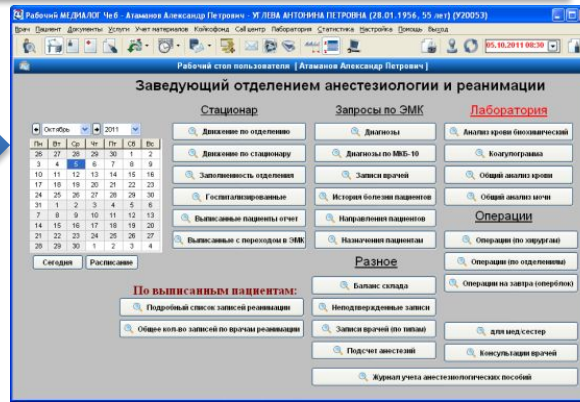 Рабочий МЕДИАЛОГ Чеб - Атаманов Александр Петрович - УГЛЕВА АНТОНИНА ПЕТРОВНА (28.01.1956, 55 лет) (У20053)
Врач Пациент Документы Услуги Учет материалов Койкофонд Call центр Лаборатория Статистика Настройка Помощь Выход
05.10.2011 08:30
Рабочий стол пользователя [ Атаманов Александр Петрович ]
Заведующий отделением анестезиологии и реанимации
Стационар
Движение по отделению
Движение по стационару
Заполненность отделения
Госпитализированные
Выписанные пациенты отчет
Выписанные с переходом в ЭМК
Запросы по ЭМК
Диагнозы
Диагнозы по МКБ-10
Записи врачей
История болезни пациентов
Направления пациентов
Назначения пациентам
Лаборатория
Анализ крови биохимический
Коагулограмма
Общий анализ крови
Общий анализ мочи
Операции
Операции (по хирургам)
Операции (по отделениям)
Операции на завтра (оперблок)
для мед/сестер
Консультации врачей
Октябрь 2011
Пн Вт Ср Чт Пт Сб Вс
26 27 28 29 30 1 2
3 4 5 6 7 8 9
10 11 12 13 14 15 16
17 18 19 20 21 22 23
24 25 26 27 28 29 30
31 1 2 3 4 5 6
7 8 9 10 11 12 13
14 15 16 17 18 19 20
21 22 23 24 25 26 27
28 29 30 1 2 3 4
Сегодня Расписание
По выписанным пациентам:
Подробный список записей реанимации
Общее кол-во записей по врачам реанимации
Разное
Баланс склада
Неподтвержденные записи
Записи врачей (по типам)
Подсчет анестезий
Журнал учета анестезиологических пособий